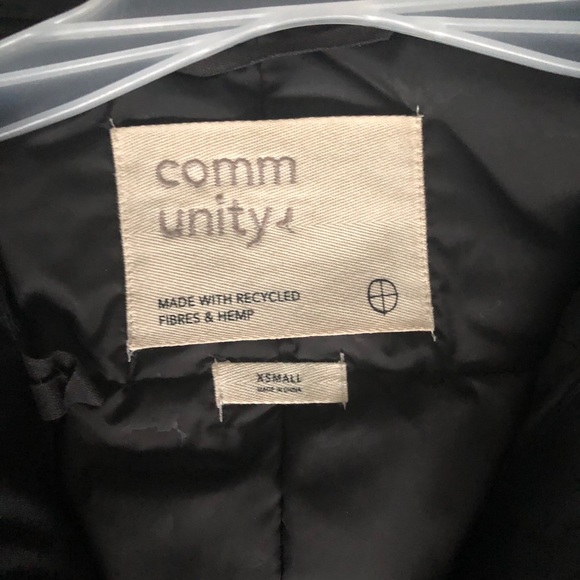 comm
unity
MADE WITH RECYCLED
FIBRES & HEMP
XSMALL
MADE IN CHINA